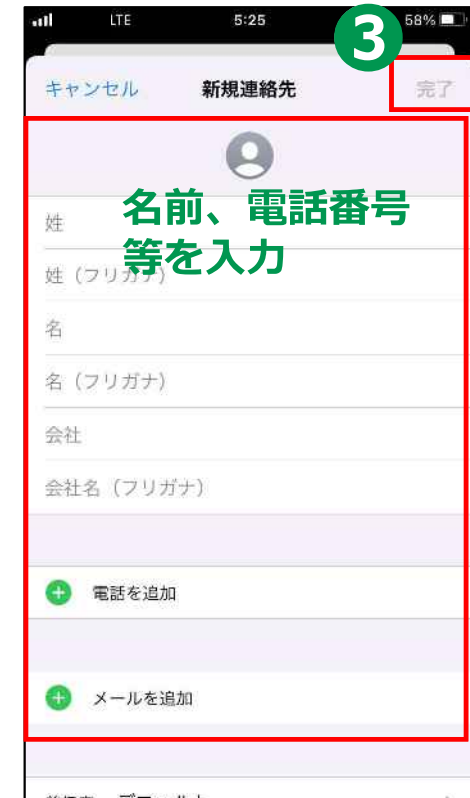 LTE 5:25 58%
3
キャンセル 新規連絡先 完了
名前、電話番号
等を入力
姓
姓（フリガナ）
名
名（フリガナ）
会社
会社名（フリガナ）
電話を追加
メールを追加